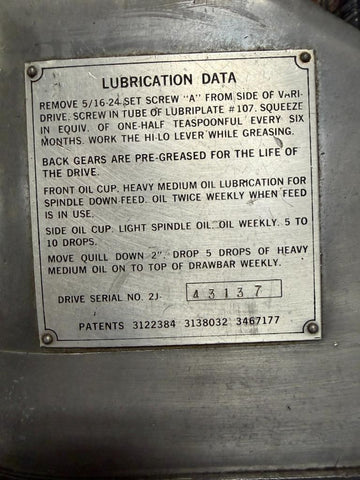 LUBRICATION DATA
REMOVE 5/16-24 SET SCREW "A" FROM SIDE OF VARI-
DRIVE, SCREW IN TUBE OF LUBRIPLATE #107. SQUEEZE
IN EQUIV. OF ONE-HALF TEASPOONFUL EVERY SIX
MONTHS. WORK THE HI-LO LEVER WHILE GREASING.
BACK GEARS ARE PRE-GREASED FOR THE LIFE OF
THE DRIVE.
FRONT OIL CUP. HEAVY MEDIUM OIL LUBRICATION FOR
SPINDLE DOWN-FEED. OIL TWICE WEEKLY WHEN FEED
IS IN USE.
SIDE OIL CUP. LIGHT SPINDLE OIL. OIL WEEKLY. 5 TO
10 DROPS.
MOVE QUILL DOWN 2". DROP 5 DROPS OF HEAVY
MEDIUM OIL ON TO TOP OF DRAWBAR WEEKLY.
DRIVE SERIAL NO. 2J- 43137
PATENTS 3122384 3138032 3467177